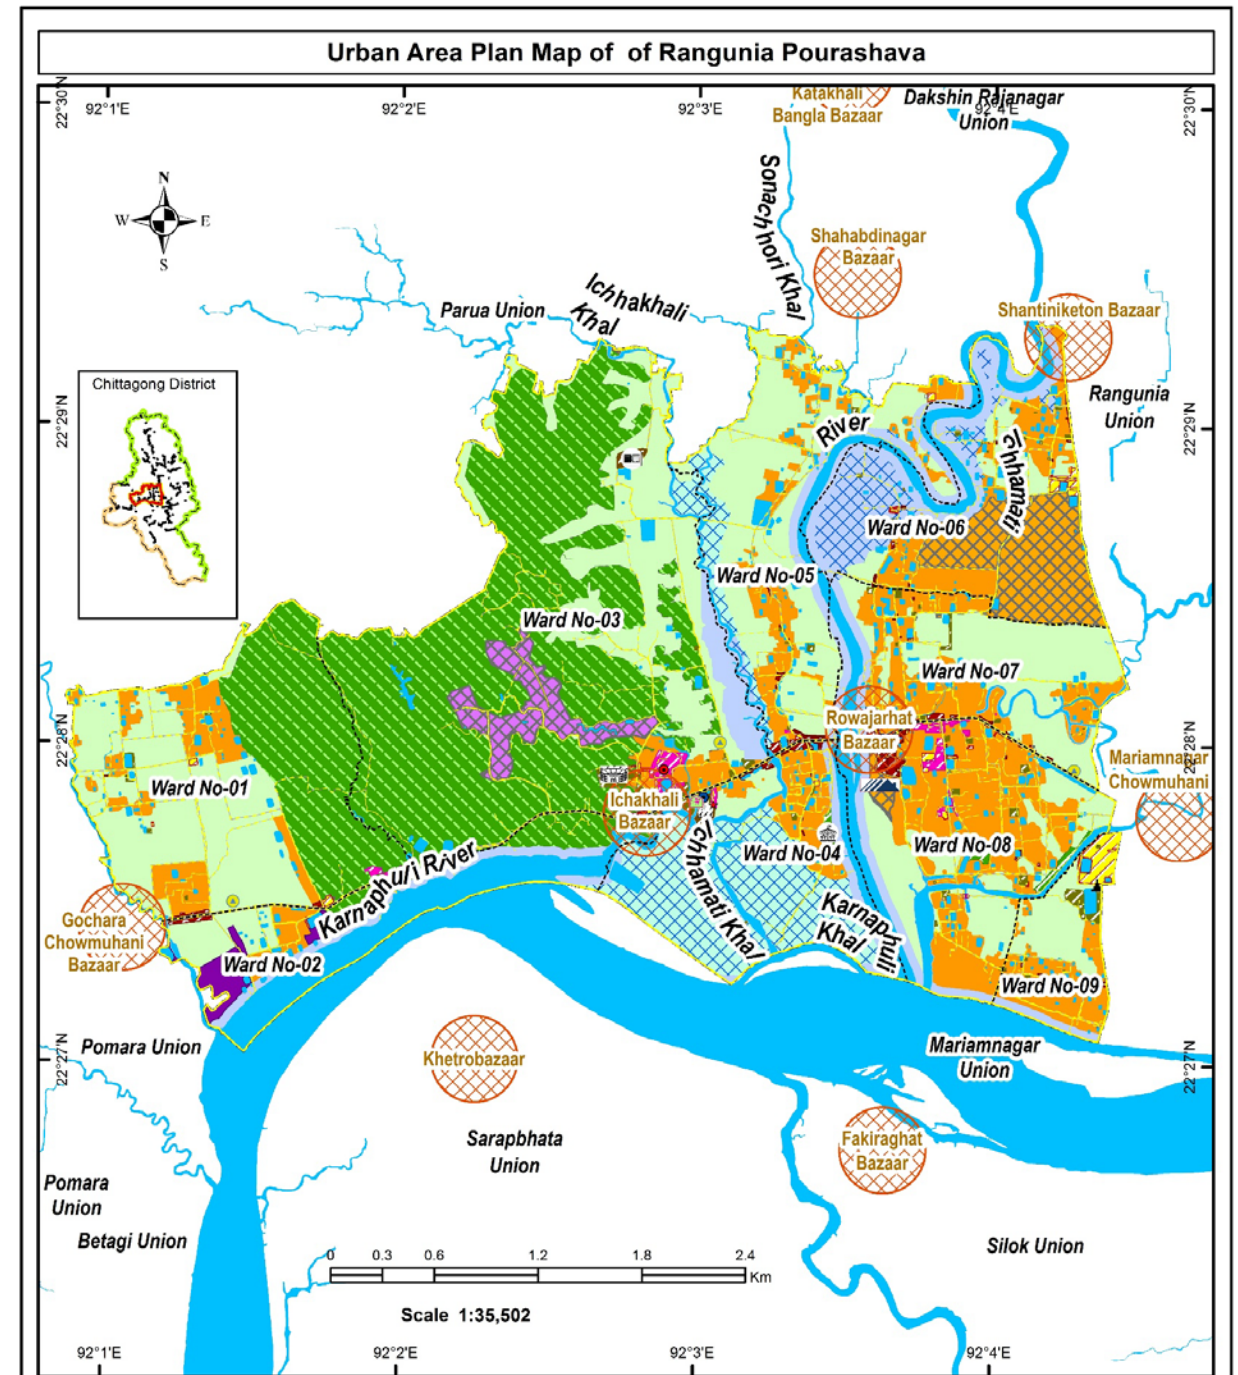 Urban Area Plan Map of of Rangunia Pourashava
92°1'E
92°2'E
92°3'E
92°4'E
22°30'N
22°30'N
Katakhali
Bangla Bazaar
Dakshin Rajanagar
Union
N
W
E
S
Sonachhori Khal
Shahabdinagar
Bazaar
Ichhakhali
Khal
Parua Union
Shantiniketon Bazaar
Rangunia
Union
Chittagong District
22°29'N
22°29'N
River
Ichhamati
Ward No-06
Ward No-05
Ward No-03
Ward No-07
Rowajarhat
Bazaar
22°28'N
22°28'N
Mariamnagar
Chowmuhani
Ward No-01
Ichakhali
Bazaar
Ward No-04
Ward No-08
Ichhamati Khal
Karnaphuli River
Karnaphuli
Khal
Gochara
Chowmuhani
Bazaar
Ward No-02
Ward No-09
Pomara Union
22°27'N
22°27'N
Khetrobazaar
Mariamnagar
Union
Sarapbhata
Union
Fakiraghat
Bazaar
Pomara
Union
Betagi Union
Silok Union
0 0.3 0.6 1.2 1.8 2.4
Km
Scale 1:35,502
92°1'E
92°2'E
92°3'E
92°4'E